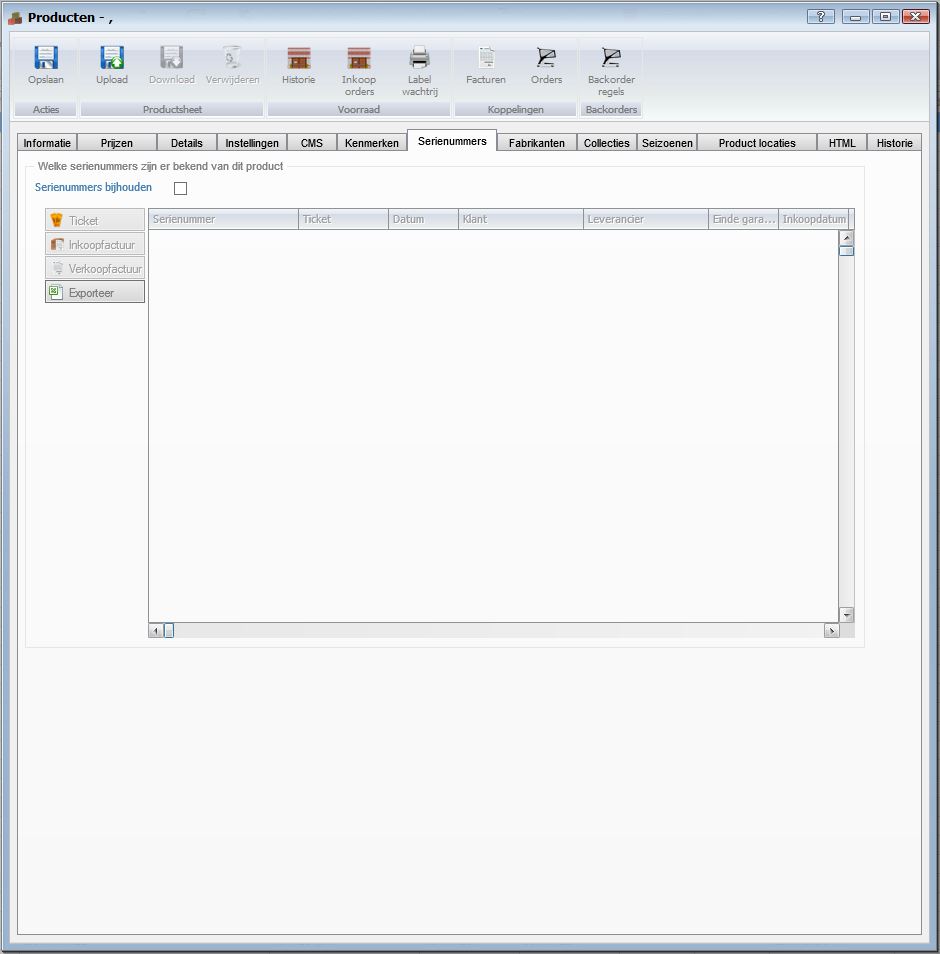 Producten - ,
Opslaan
Upload
Download
Verwijderen
Historie
Inkoop
orders
Label
wachtrij
Facturen
Orders
Backorder
regels
Acties
Productsheet
Voorraad
Koppelingen
Backorders
Informatie
Prijzen
Details
Instellingen
CMS
Kenmerken
Serienummers
Fabrikanten
Collecties
Seizoenen
Product locaties
HTML
Historie
Welke serienummers zijn er bekend van dit product
Serienummers bijhouden
Ticket
Inkoopfactuur
Verkoopfactuur
Exporteer
Serienummer
Ticket
Datum
Klant
Leverancier
Einde gara...
Inkoopdatum